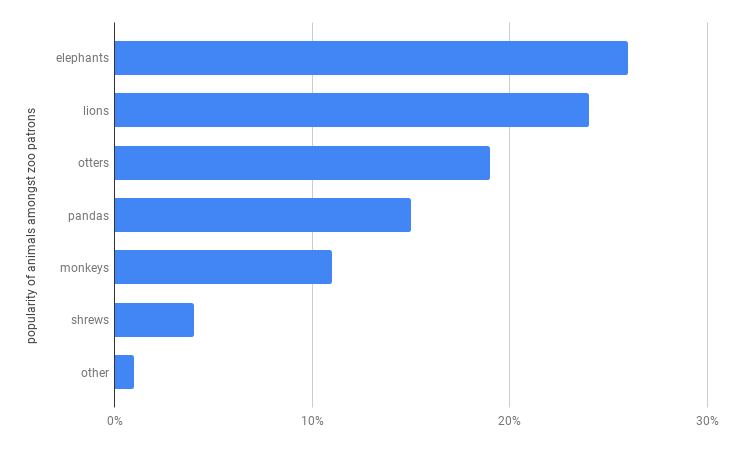 popularity of animals amongst zoo patrons
elephants
lions
otters
pandas
monkeys
shrews
other
0% 10% 20% 30%